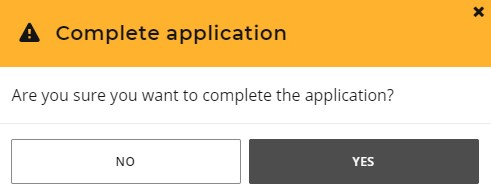 Complete application
Are you sure you want to complete the application?
NO
YES